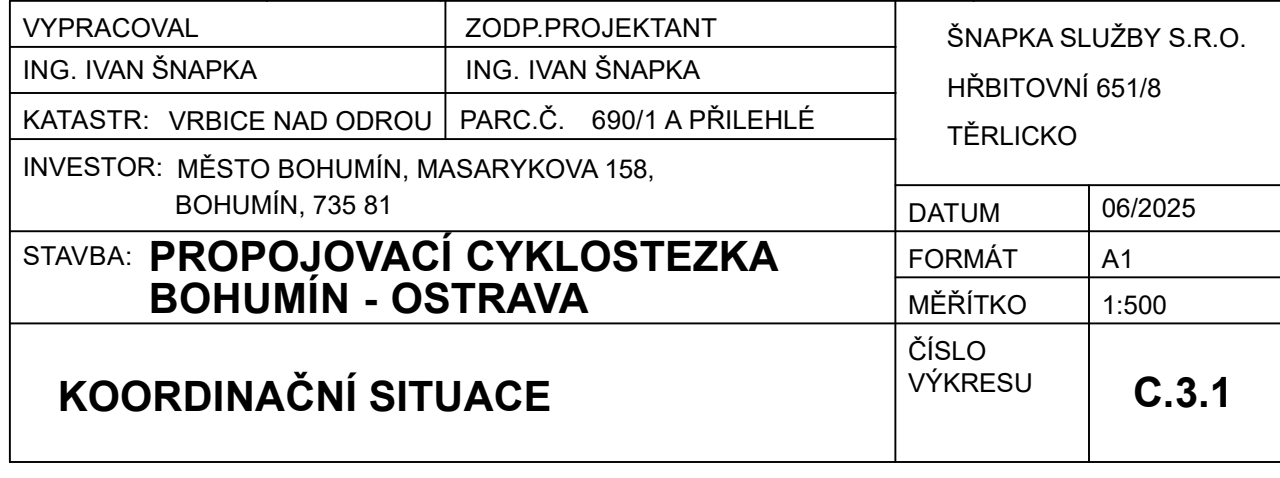 VYPRACOVAL
ZODP.PROJEKTANT
ING. IVAN ŠNAPKA
ING. IVAN ŠNAPKA
KATASTR: VRBICE NAD ODROU
PARC.Č. 690/1 A PŘILEHLÉ
ŠNAPKA SLUŽBY S.R.O.
HŘBITOVNÍ 651/8
TĚRLICKO
INVESTOR: MĚSTO BOHUMÍN, MASARYKOVA 158,
BOHUMÍN, 735 81
DATUM
06/2025
STAVBA: PROPOJOVACÍ CYKLOSTEZKA
BOHUMÍN - OSTRAVA
FORMÁT
A1
MĚŘÍTKO
1:500
KOORDINAČNÍ SITUACE
ČÍSLO
VÝKRESU
C.3.1